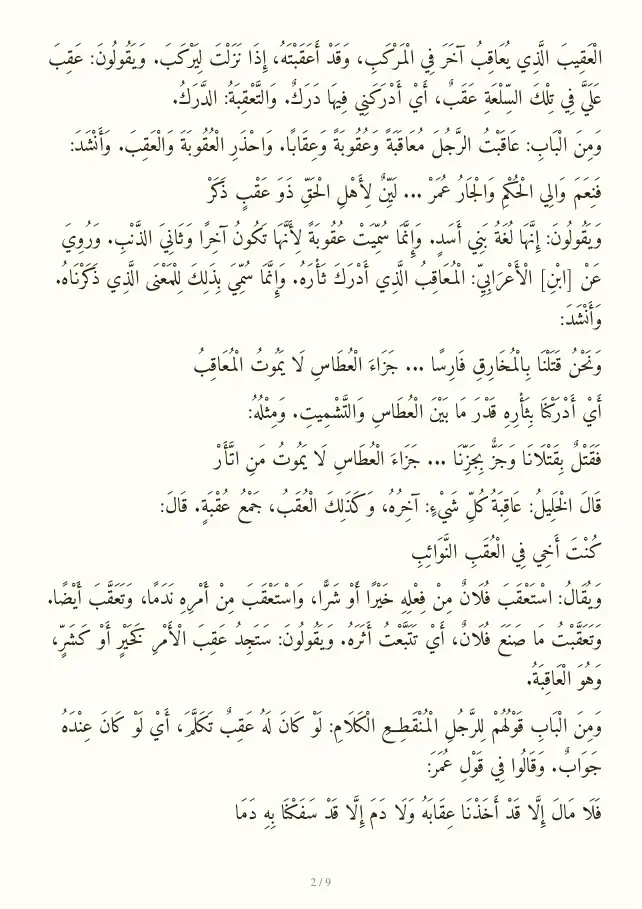 الْعَقِيبَ الَّذِي يُعَاقِبُ آخَرَ فِي الْمَرْكَبِ، وَقَدْ أَعَقَبْتَهُ، إِذَا نَزَلْتَ لِيَرْكَبَ. وَيَقُولُونَ: عَقِبَ
عَلَيَّ فِي تِلْكَ السِّلْعَةِ عَقَبٌ، أَيْ أَدْرَكَنِي فِيهَا دَرَكٌ. وَالتَّعْقِبَةُ: الدَّرَكُ.
وَمِنَ الْبَابِ: عَاقَبْتُ الرَّجُلَ مُعَاقَبَةً وَعُقُوبَةً وَعِقَابًا. وَاحْذَرِ الْعُقُوبَةَ وَالْعَقِبَ. وَأَنْشَدَ:
فَنِعَمَ وَالِي الْحُكْمِ وَالْجَارُ عُمَرْ ... لَيِّنٌ لِأَهْلِ الْحَقِّ ذَوَ عَقْبٍ ذَكَرْ
وَيَقُولُونَ: إِنَّهَا لُغَةُ بَنِي أَسَدٍ. وَإِنَّمَا سُمِّيَتْ عُقُوبَةً لِأَنَّهَا تَكُونُ آخِرًا وَثَانِيَ الذَّنْبِ. وَرُوِيَ
عَنْ [ابْنِ] الْأَعْرَابِيِّ: الْمُعَاقِبُ الَّذِي أَدْرَكَ ثَأْرَهُ. وَإِنَّمَا سُمِّيَ بِذَلِكَ لِلْمَعْنَى الَّذِي ذَكَرْنَاهُ.
وَأَنْشَدَ:
وَنَحْنُ قَتَلْنَا بِالْمُخَارِقِ فَارِسًا ... جَزَاءَ الْعُطَاسِ لَا يَمُوتُ الْمُعَاقِبُ
أَيْ أَدْرَكْنَا بِثَأْرِهِ قَدْرَ مَا بَيْنَ الْعُطَاسِ وَالتَّشْمِيتِ. وَمِثْلُهُ:
فَقَتْلٌ بِقَتْلَانَا وَجَزٌّ بِجَزِّنَا ... جَزَاءَ الْعُطَاسِ لَا يَمُوتُ مَنِ اتَّأَرْ
قَالَ الْخَلِيلُ: عَاقِبَةُ كُلِّ شَيْءٍ: آخِرُهُ، وَكَذَلِكَ الْعُقَبُ، جَمْعُ عُقْبَةٍ. قَالَ:
كُنْتَ أَخِي فِي الْعُقَبِ النَّوَائِبِ
وَيُقَالُ: اسْتَعْقَبَ فُلَانٌ مِنْ فِعْلِهِ خَيْرًا أَوْ شَرًّا، وَاسْتَعْقَبَ مِنْ أَمْرِهِ نَدَمًا، وَتَعَقَّبَ أَيْضًا.
وَتَعَقَّبْتُ مَا صَنَعَ فُلَانٌ، أَيْ تَتَبَّعْتُ أَثَرَهُ. وَيَقُولُونَ: سَتَجِدُ عَقِبَ الْأَمْرِ كَخَيْرٍ أَوْ كَشَرٍّ،
وَهُوَ الْعَاقِبَةُ.
وَمِنَ الْبَابِ قَوْلُهُمْ لِلرَّجُلِ الْمُنْقَطِعِ الْكَلَامِ: لَوْ كَانَ لَهُ عَقِبٌ تَكَلَّمَ، أَيْ لَوْ كَانَ عِنْدَهُ
جَوَابٌ. وَقَالُوا فِي قَوْلِ عُمَرَ:
فَلَا مَالَ إِلَّا قَدْ أَخَذْنَا عِقَابَهُ وَلَا دَمَ إِلَّا قَدْ سَفَكْنَا بِهِ دَمَا
2 / 9